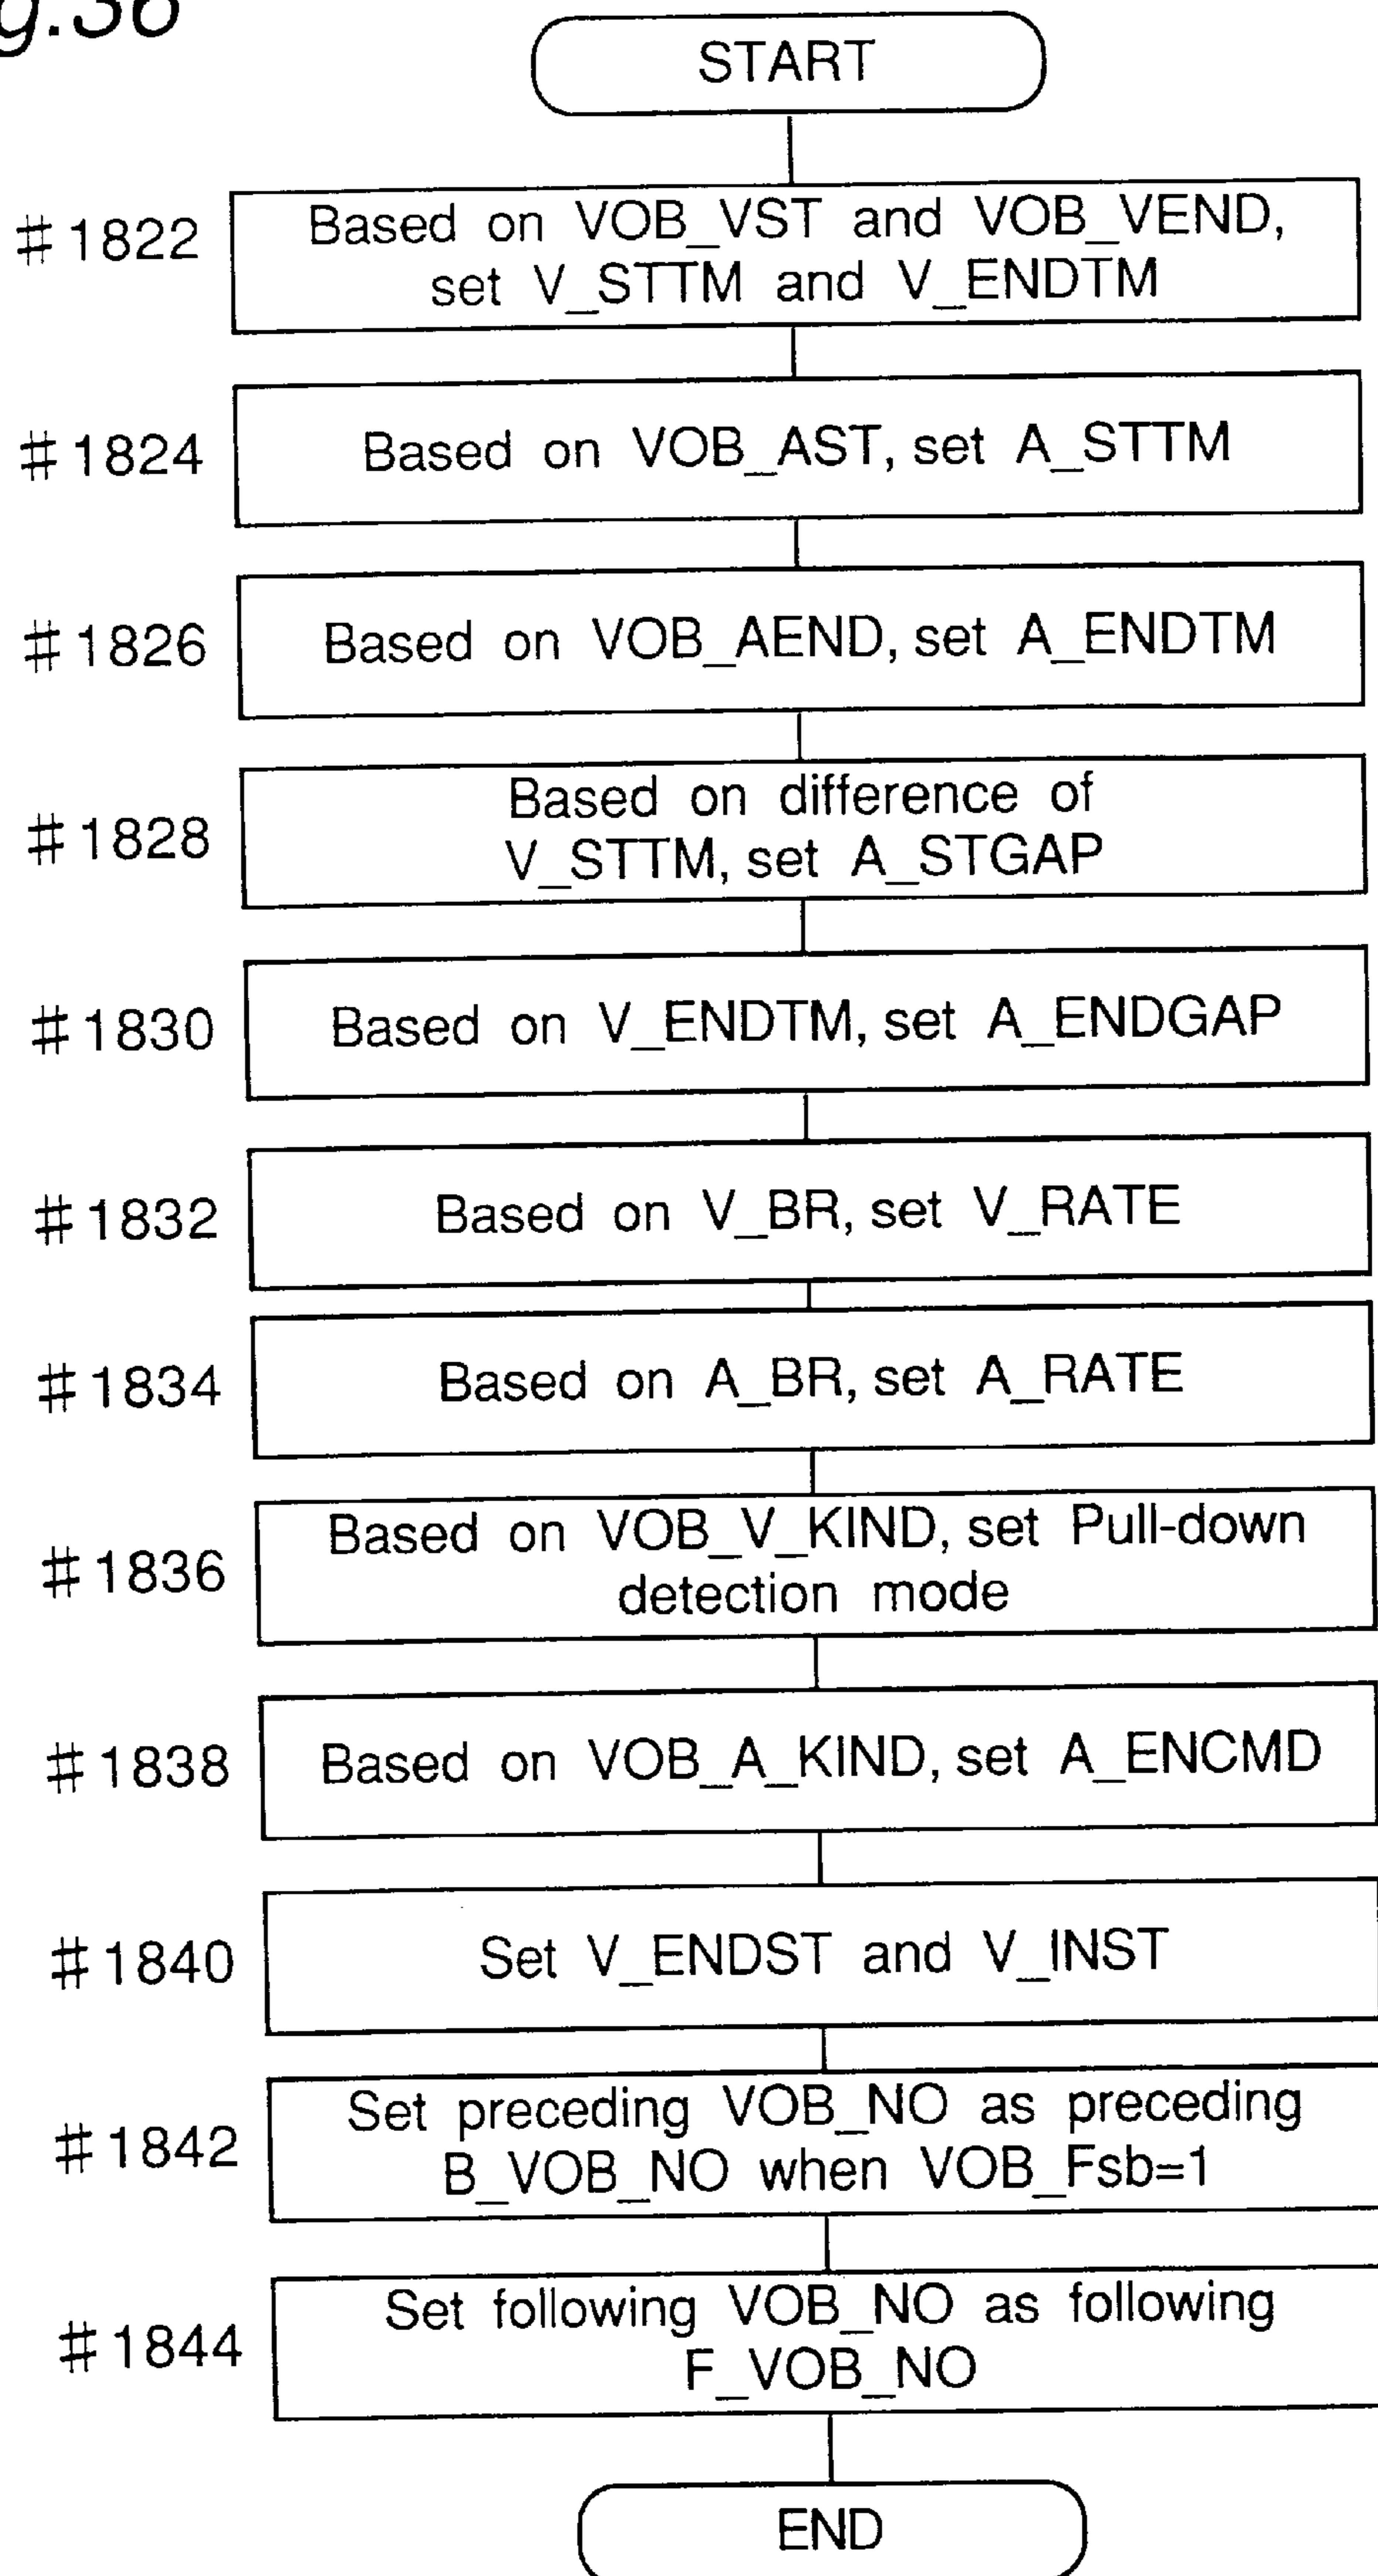 g.36
START
#1822
Based on VOB_VST and VOB_VEND,
set V_STTM and V_ENDTM
#1824
Based on VOB_AST, set A_STTM
#1826
Based on VOB_AEND, set A_ENDTM
#1828
Based on difference of
V_STTM, set A_STGAP
#1830
Based on V_ENDTM, set A_ENDGAP
#1832
Based on V_BR, set V_RATE
#1834
Based on A_BR, set A_RATE
#1836
Based on VOB_V_KIND, set Pull-down
detection mode
#1838
Based on VOB_A_KIND, set A_ENCMD
#1840
Set V_ENDST and V_INST
#1842
Set preceding VOB_NO as preceding
B_VOB_NO when VOB_Fsb=1
#1844
Set following VOB_NO as following
F_VOB_NO
END